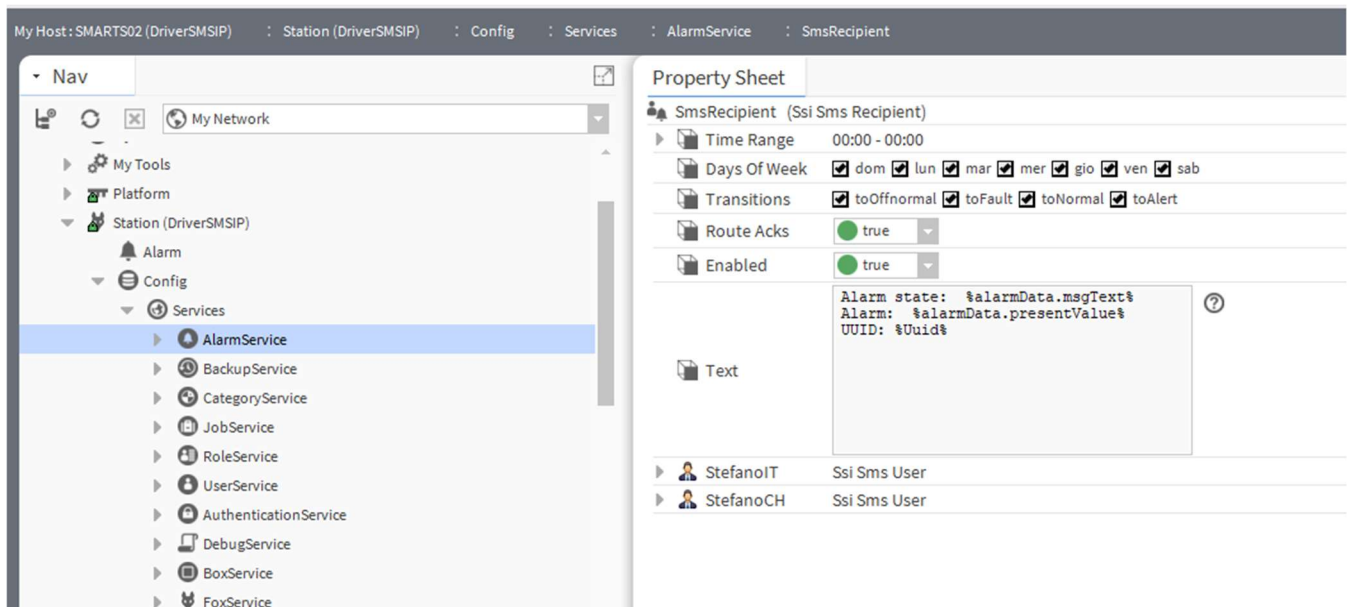 My Host : SMARTS02 (DriverSMSIP) : Station (DriverSMSIP) : Config : Services : AlarmService : SmsRecipient
Nav
My Network
My Tools
Platform
Station (DriverSMSIP)
Alarm
Config
Services
AlarmService
BackupService
CategoryService
JobService
RoleService
UserService
AuthenticationService
DebugService
BoxService
FoxService
Property Sheet
SmsRecipient (Ssi Sms Recipient)
Time Range 00:00 - 00:00
Days Of Week dom lun mar mer gio ven sab
Transitions toOffnormal toFault toNormal toAlert
Route Acks true
Enabled true
Text
Alarm state: %alarmData.msgText%
Alarm: %alarmData.presentValue%
UUID: %Uuid%
StefanoIT Ssi Sms User
StefanoCH Ssi Sms User